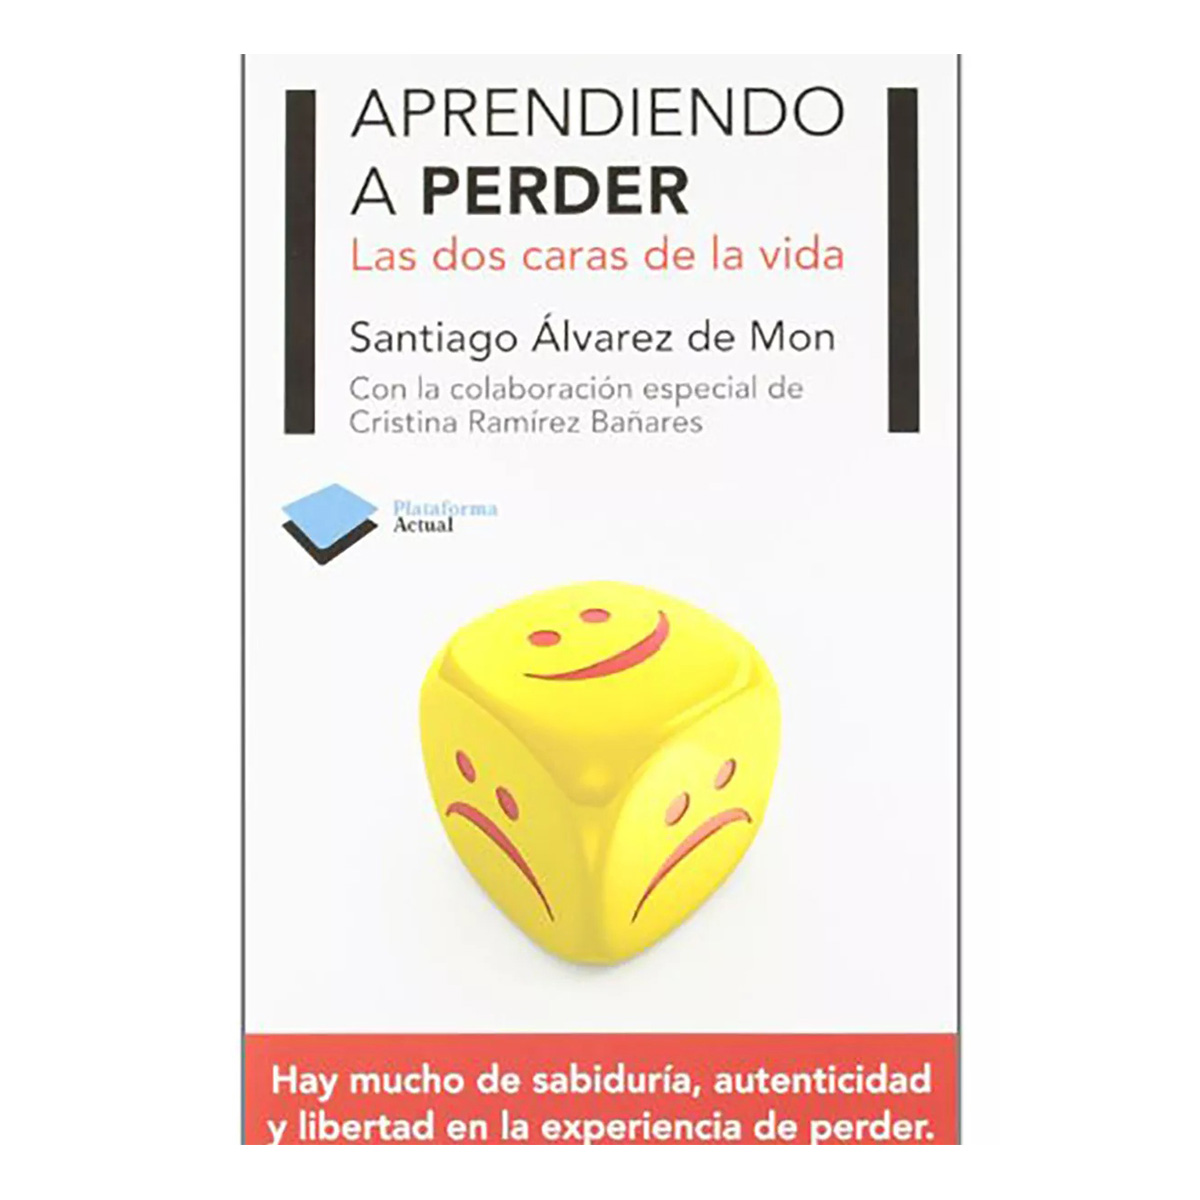 APRENDIENDO
A PERDER
Las dos caras de la vida
Santiago Álvarez de Mon
Con la colaboración especial de
Cristina Ramírez Bañares
Plataforma
Actual
Hay mucho de sabiduría, autenticidad
y libertad en la experiencia de perder.